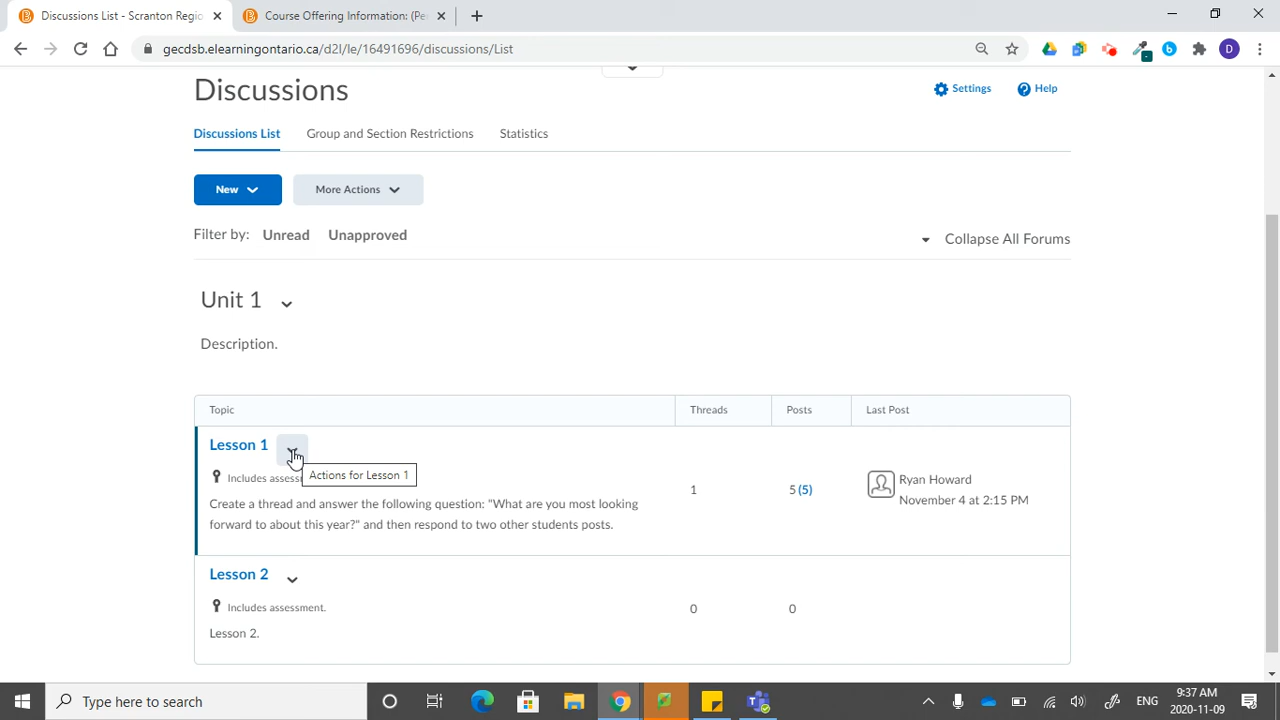 Discussions List - Scranton Regio
Course Offering Information: (Pe
gecdsb.elearningontario.ca/d2l/le/16491696/discussions/List
D
Discussions
Settings
Help
Discussions List
Group and Section Restrictions
Statistics
New
More Actions
Filter by: Unread Unapproved
Collapse All Forums
Unit 1
Description.
Topic
Threads
Posts
Last Post
Lesson 1
Actions for Lesson 1
Includes assess
Create a thread and answer the following question: "What are you most looking
forward to about this year?" and then respond to two other students posts.
1
5 (5)
Ryan Howard
November 4 at 2:15 PM
Lesson 2
Includes assessment.
Lesson 2.
0
0
Type here to search
ENG
9:37 AM
2020-11-09